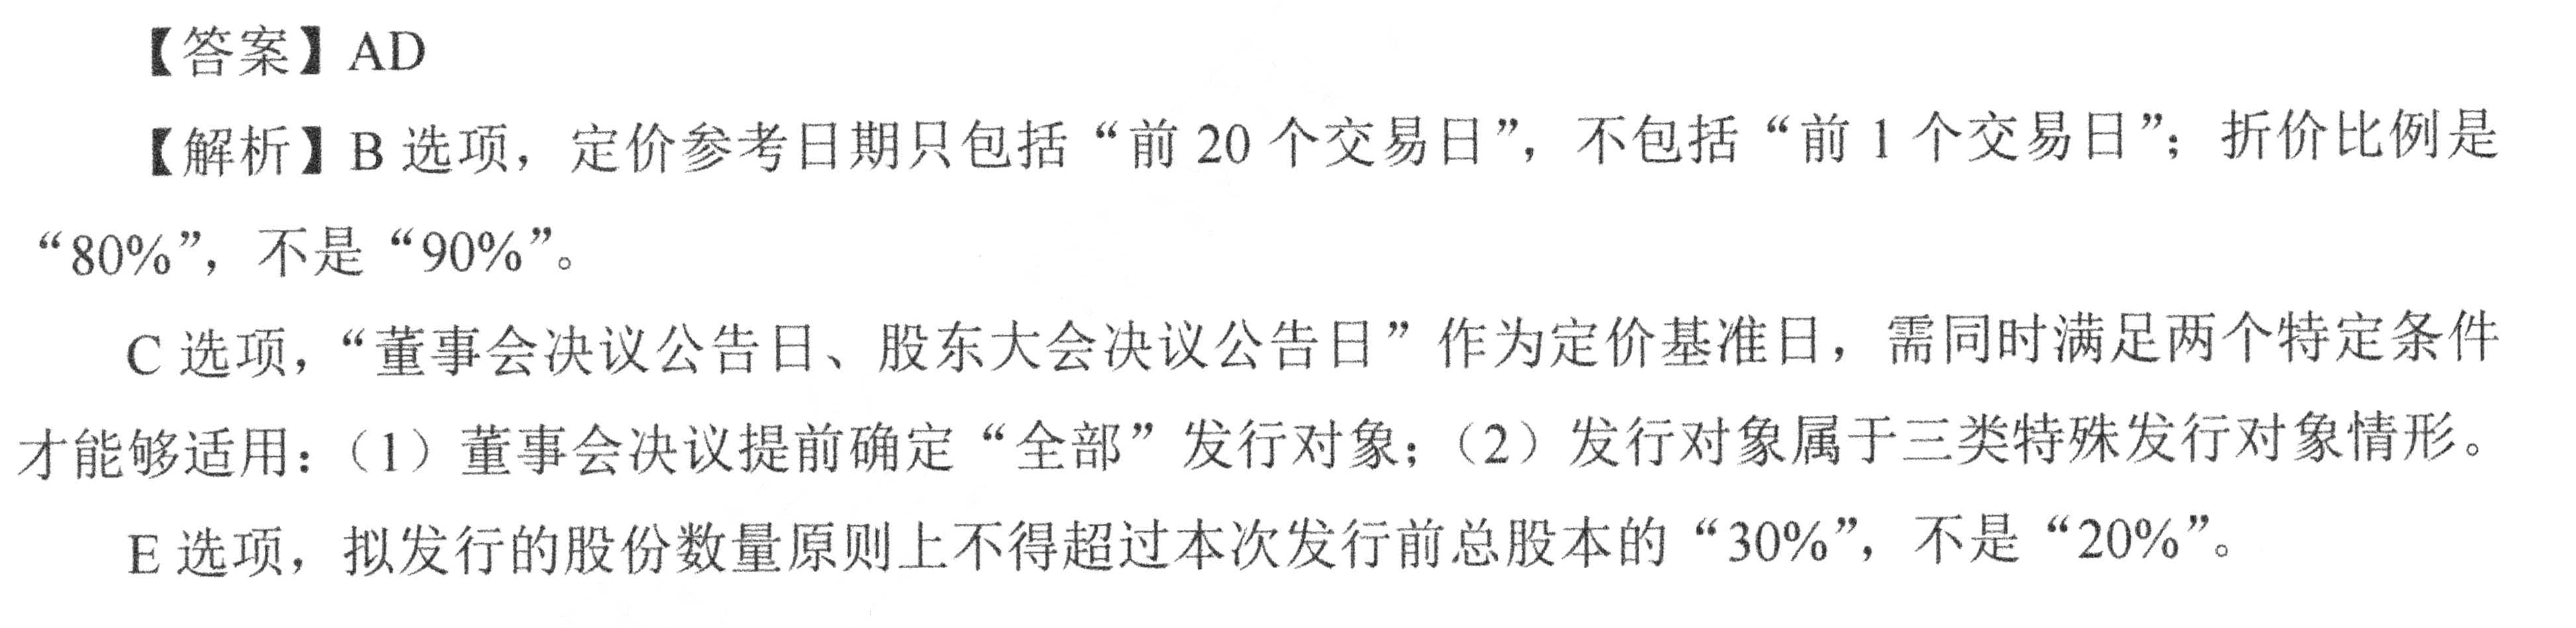 【答案】AD
【解析】B 选项，定价参考日期只包括“前 20 个交易日”，不包括“前 1 个交易日”；折价比例是
“80%”，不是“90%”。
C 选项，“董事会决议公告日、股东大会决议公告日”作为定价基准日，需同时满足两个特定条件
才能够适用：（1）董事会决议提前确定“全部”发行对象；（2）发行对象属于三类特殊发行对象情形。
E 选项，拟发行的股份数量原则上不得超过本次发行前总股本的“30%”，不是“20%”。